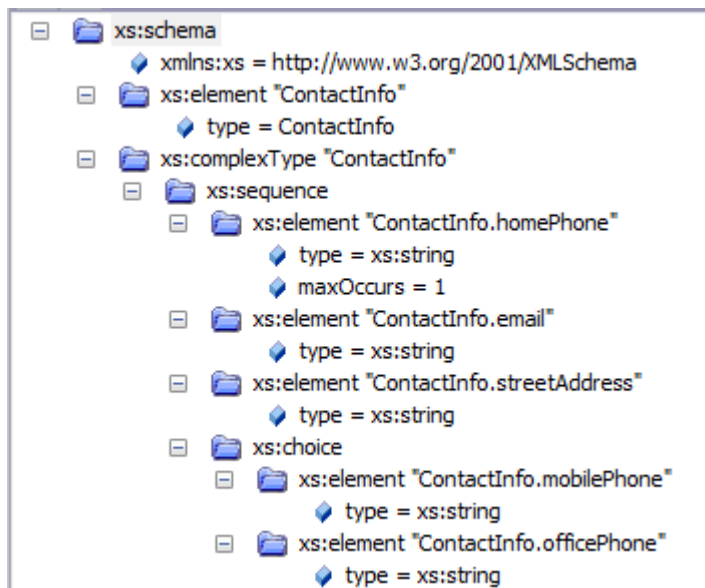 xs:schema
xmlns:xs = http://www.w3.org/2001/XMLSchema
xs:element "ContactInfo"
type = ContactInfo
xs:complexType "ContactInfo"
xs:sequence
xs:element "ContactInfo.homePhone"
type = xs:string
maxOccurs = 1
xs:element "ContactInfo.email"
type = xs:string
xs:element "ContactInfo.streetAddress"
type = xs:string
xs:choice
xs:element "ContactInfo.mobilePhone"
type = xs:string
xs:element "ContactInfo.officePhone"
type = xs:string